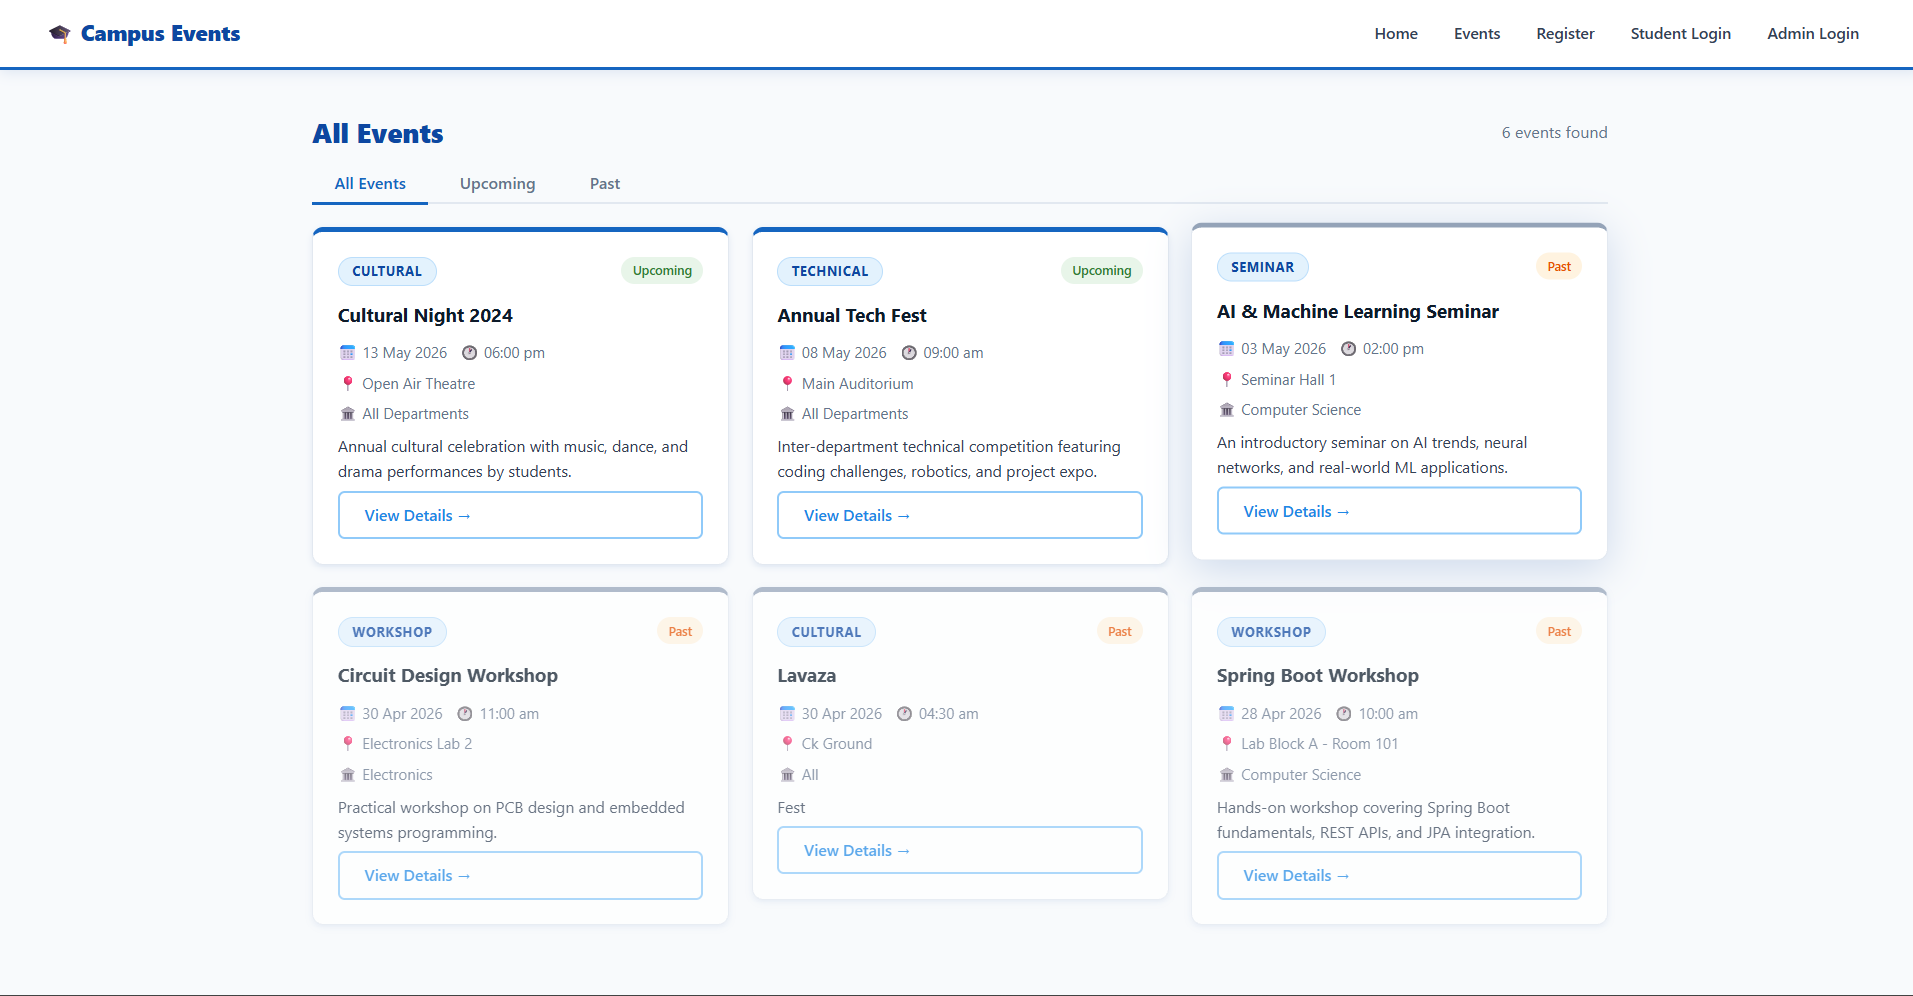 Campus Events
Home Events Register Student Login Admin Login
All Events
6 events found
All Events Upcoming Past
CULTURAL Upcoming
Cultural Night 2024
13 May 2026 06:00 pm
Open Air Theatre
All Departments
Annual cultural celebration with music, dance, and
drama performances by students.
View Details →
TECHNICAL Upcoming
Annual Tech Fest
08 May 2026 09:00 am
Main Auditorium
All Departments
Inter-department technical competition featuring
coding challenges, robotics, and project expo.
View Details →
SEMINAR Past
AI & Machine Learning Seminar
03 May 2026 02:00 pm
Seminar Hall 1
Computer Science
An introductory seminar on AI trends, neural
networks, and real-world ML applications.
View Details →
WORKSHOP Past
Circuit Design Workshop
30 Apr 2026 11:00 am
Electronics Lab 2
Electronics
Practical workshop on PCB design and embedded
systems programming.
View Details →
CULTURAL Past
Lavaza
30 Apr 2026 04:30 am
Ck Ground
All
Fest
View Details →
WORKSHOP Past
Spring Boot Workshop
28 Apr 2026 10:00 am
Lab Block A - Room 101
Computer Science
Hands-on workshop covering Spring Boot
fundamentals, REST APIs, and JPA integration.
View Details →